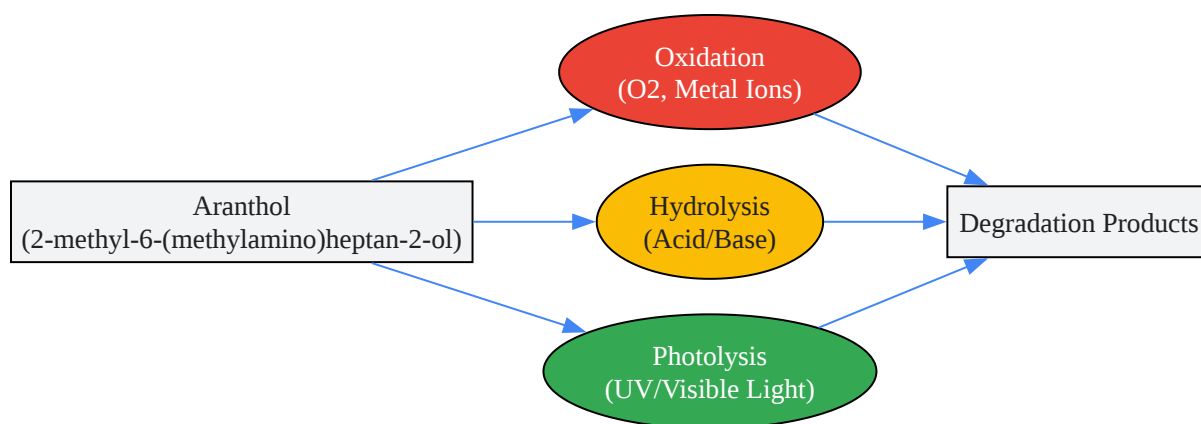 Oxidation
(O2, Metal Ions)
Aranthol
(2-methyl-6-(methylamino)heptan-2-ol)
Hydrolysis
(Acid/Base)
Degradation Products
Photolysis
(UV/Visible Light)